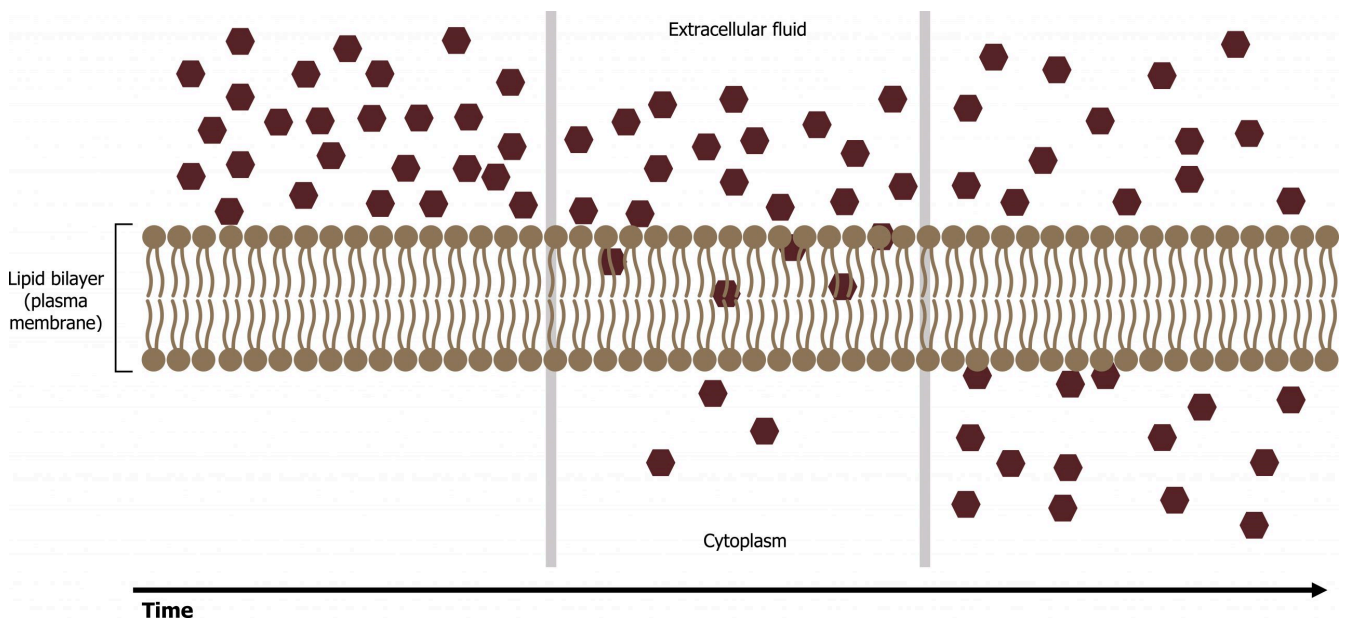 Extracellular fluid
Lipid bilayer
(plasma
membrane)
Cytoplasm
Time